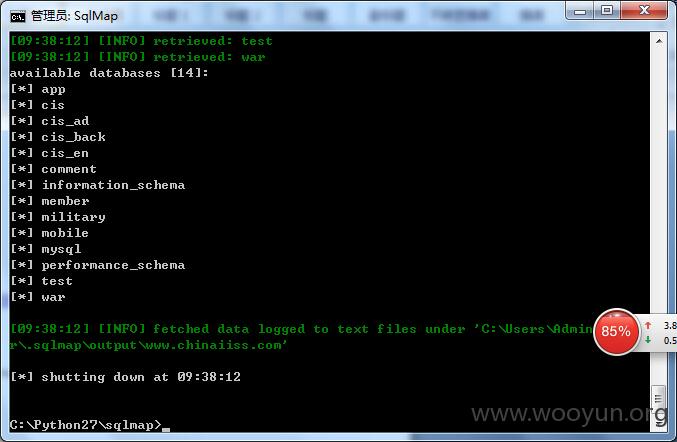 管理员: SqlMap
[09:38:12] [INFO] retrieved: test
[09:38:12] [INFO] retrieved: war
available databases [14]:
[*] app
[*] cis
[*] cis_ad
[*] cis_back
[*] cis_en
[*] comment
[*] information_schema
[*] member
[*] military
[*] mobile
[*] mysql
[*] performance_schema
[*] test
[*] war
[09:38:12] [INFO] fetched data logged to text files under 'C:\Users\Admin
r\.sqlmap\output\www.chinaiiss.com'
85%
3.8
0.5
[*] shutting down at 09:38:12
C:\Python27\sqlmap>_
www.wooyun.org